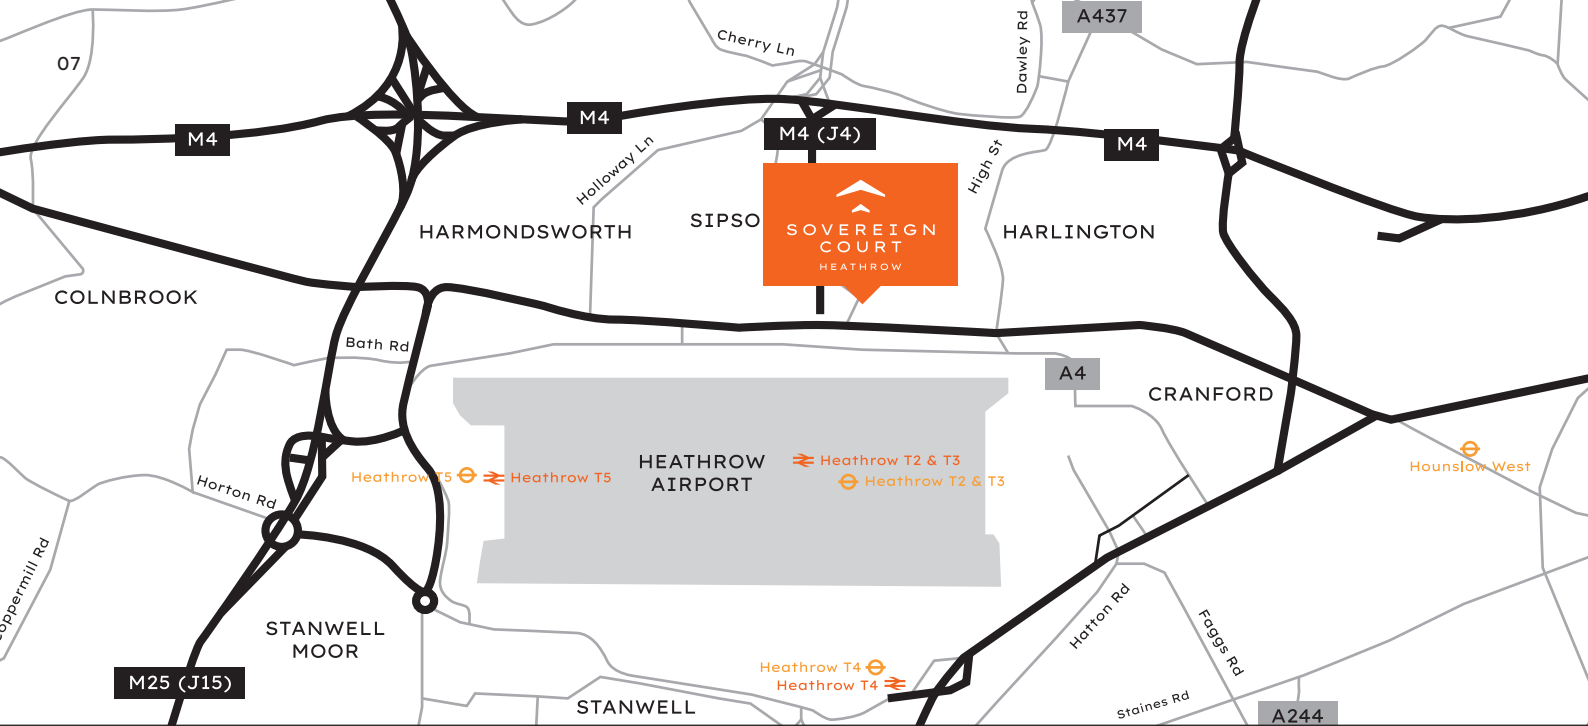 A437
Cherry Ln
Dawley Rd
07
M4
M4
M4 (J4)
M4
Holloway Ln
High St
SIPSO
HARMONDSWORTH
SOVEREIGN
COURT
HEATHROW
HARLINGTON
COLNBROOK
Bath Rd
A4
CRANFORD
HEATHROW
AIRPORT
Heathrow T2 & T3
Heathrow T2 & T3
Heathrow T5
Heathrow T5
Hounslow West
Horton Rd
oppermill Rd
STANWELL
MOOR
Hatton Rd
Faggs Rd
Heathrow T4
Heathrow T4
M25 (J15)
STANWELL
Staines Rd
A244